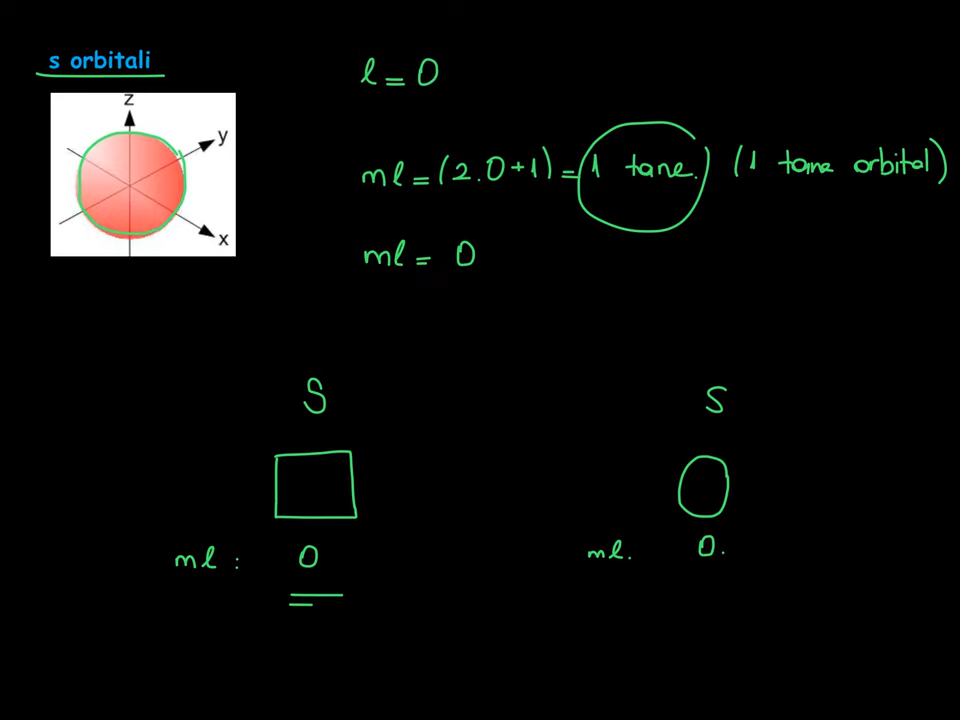 s orbitali
l = 0
z
y
x
ml = (2.0+1) = 1 tane. (1 tane orbital)
ml = 0
S S
ml : 0 ml. 0.